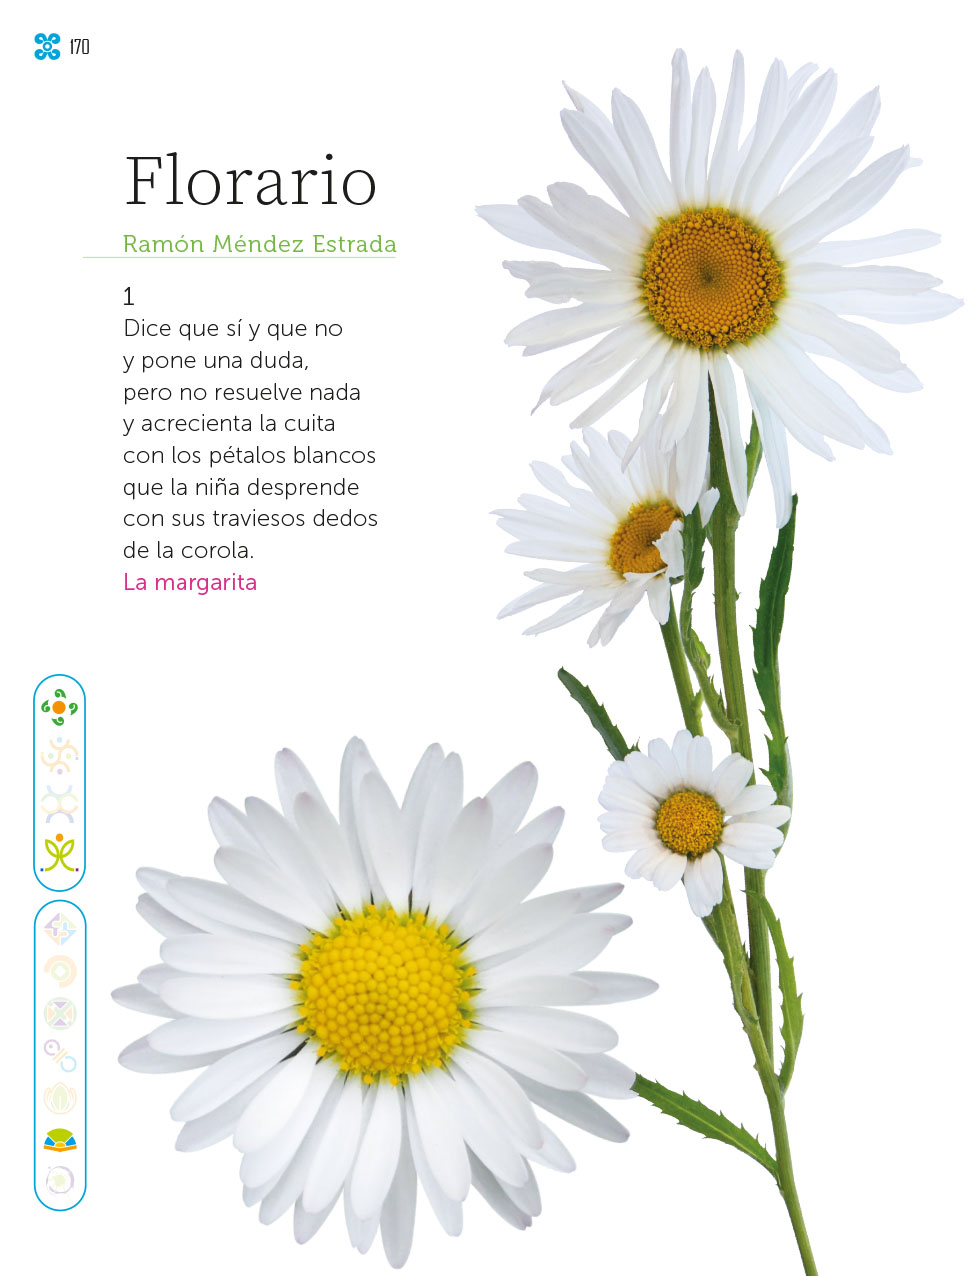 170
Florario
Ramón Méndez Estrada
1
Dice que sí y que no
y pone una duda,
pero no resuelve nada
y acrecienta la cuita
con los pétalos blancos
que la niña desprende
con sus traviesos dedos
de la corola.
La margarita